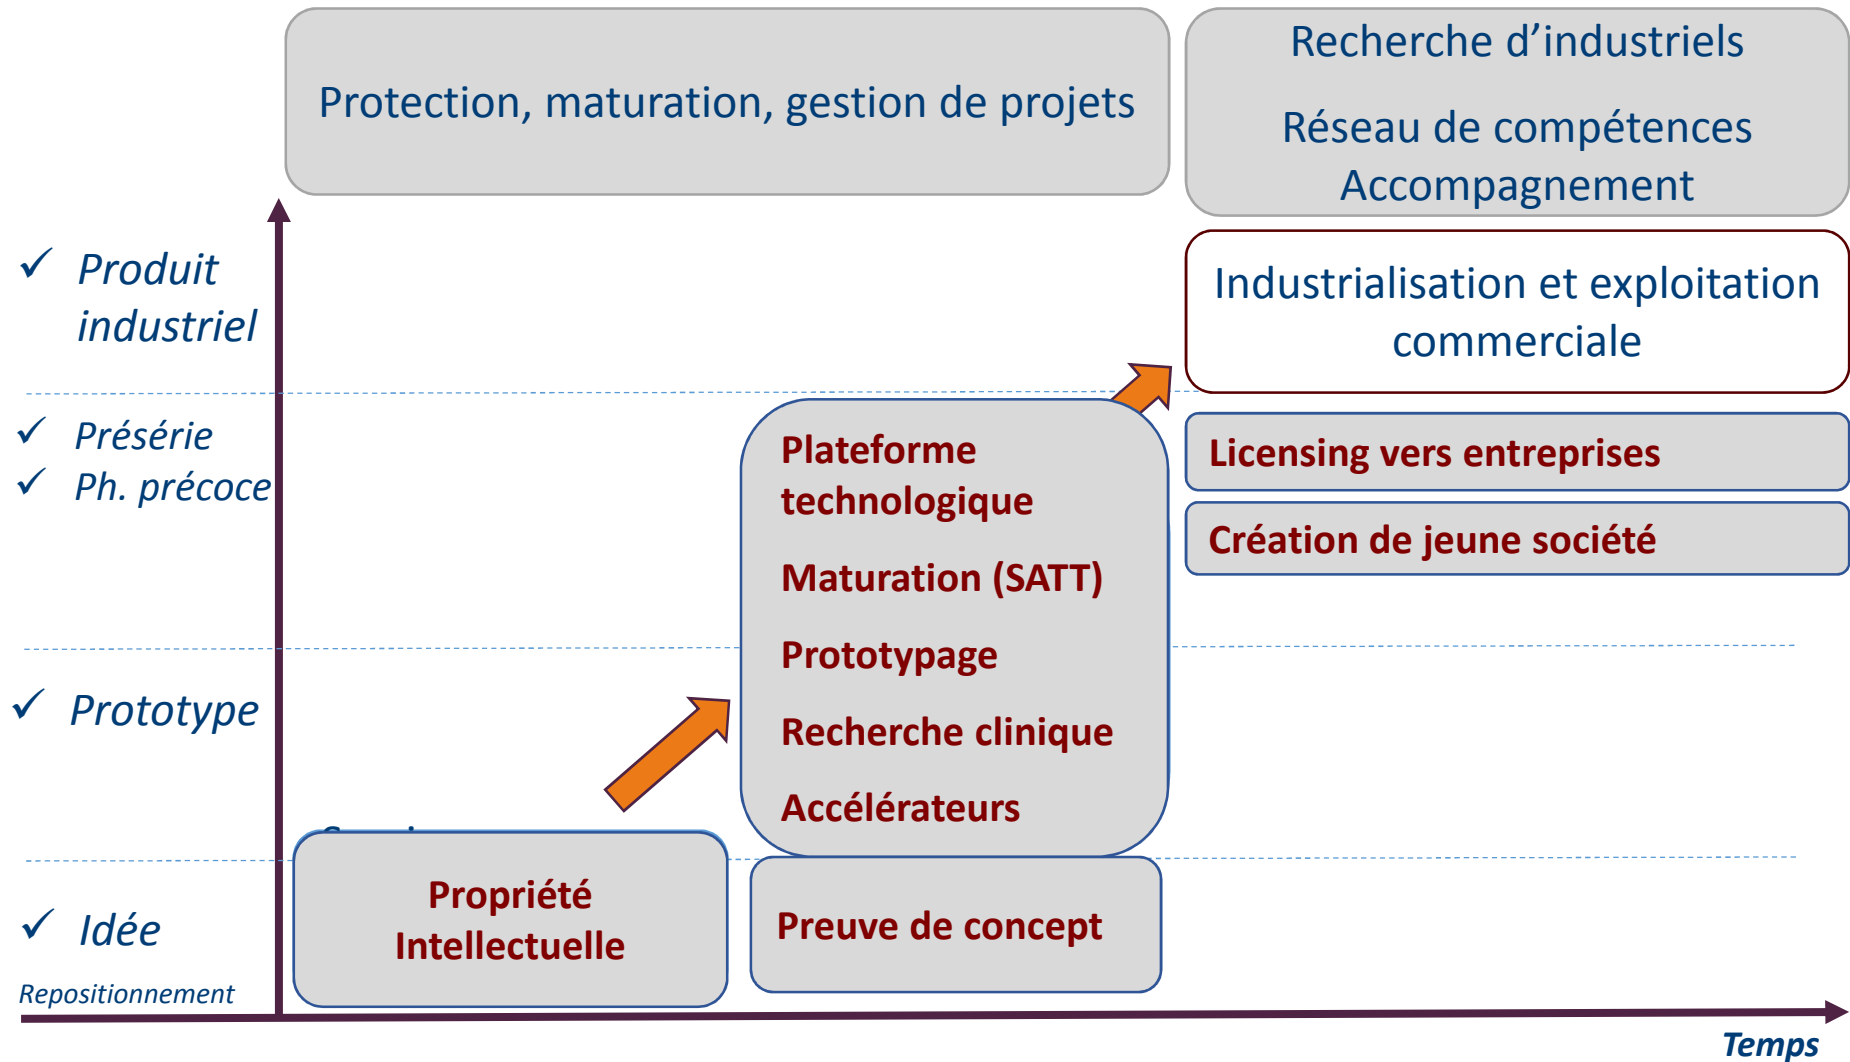 Protection, maturation, gestion de projets
Recherche d’industriels
Réseau de compétences
Accompagnement
✓ Produit
industriel
Industrialisation et exploitation
commerciale
✓ Présérie
✓ Ph. précoce
Plateforme
technologique
Maturation (SATT)
Prototypage
Recherche clinique
Accélérateurs
Licensing vers entreprises
Création de jeune société
✓ Prototype
✓ Idée
Repositionnement
Propriété
Intellectuelle
Preuve de concept
Temps